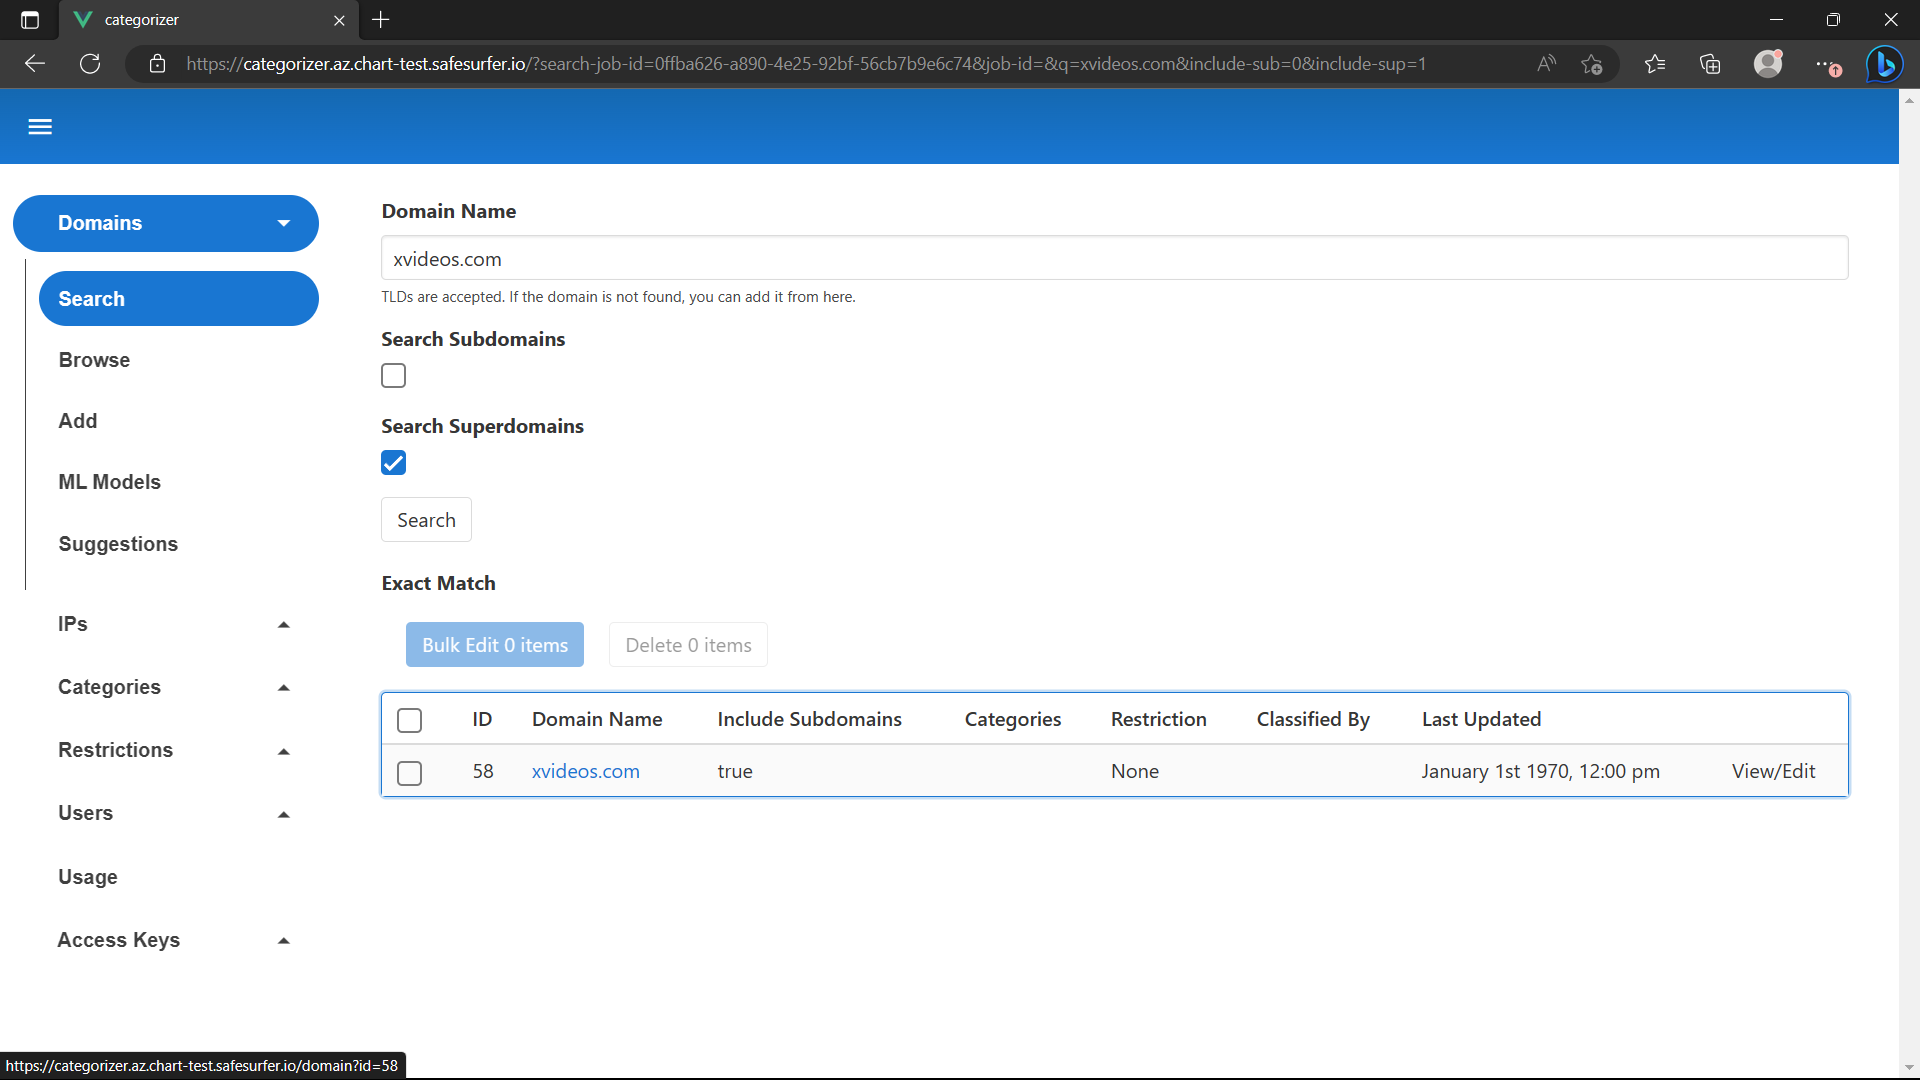 categorizer
https://categorizer.az.chart-test.safesurfer.io/?search-job-id=0ffba626-a890-4e25-92bf-56cb7b9e6c74&job-id=&q=xvideos.com&include-sub=0&include-sup=1
Domains
Search
Browse
Add
ML Models
Suggestions
IPs
Categories
Restrictions
Users
Usage
Access Keys
Domain Name
xvideos.com
TLDs are accepted. If the domain is not found, you can add it from here.
Search Subdomains
Search Superdomains
Search
Exact Match
Bulk Edit 0 items Delete 0 items
ID Domain Name Include Subdomains Categories Restriction Classified By Last Updated
58 xvideos.com true None January 1st 1970, 12:00 pm View/Edit
https://categorizer.az.chart-test.safesurfer.io/domain?id=58